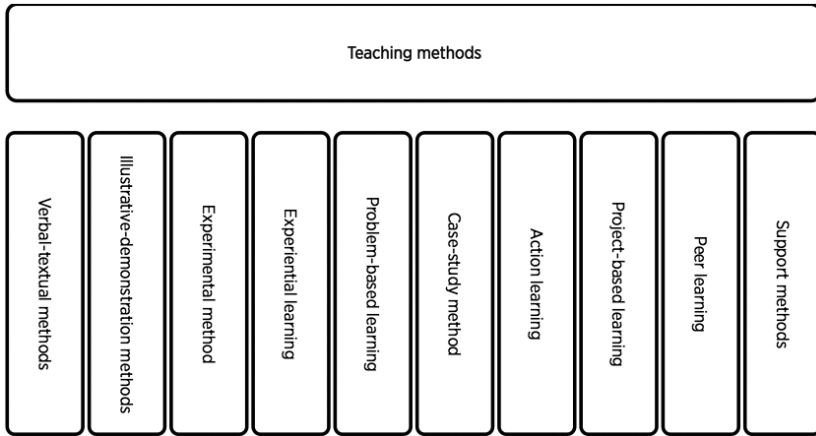 Teaching methods
Verbal-textual methods
Illustrative-demonstration methods
Experimental method
Experiential learning
Problem-based learning
Case-study method
Action learning
Project-based learning
Peer learning
Support methods